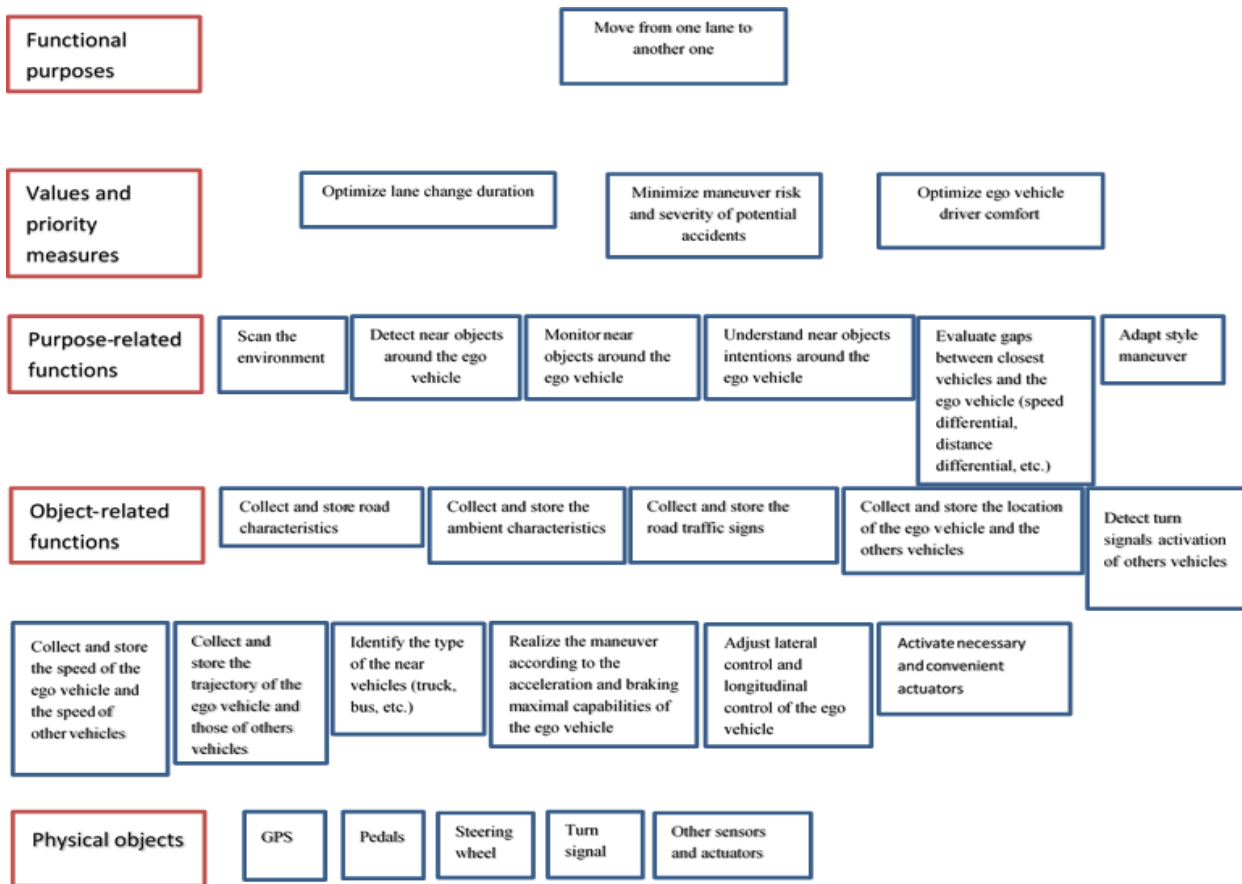 Functional
purposes
Move from one lane to
another one
Values and
priority
measures
Optimize lane change duration
Minimize maneuver risk
and severity of potential
accidents
Optimize ego vehicle
driver comfort
Purpose-related
functions
Scan the
environment
Detect near objects
around the ego
vehicle
Monitor near
objects around the
ego vehicle
Understand near objects
intentions around the
ego vehicle
Evaluate gaps
between closest
vehicles and the
ego vehicle (speed
differential,
distance
differential, etc.)
Adapt style
maneuver
Object-related
functions
Collect and store road
characteristics
Collect and store the
ambient characteristics
Collect and store the
road traffic signs
Collect and store the location
of the ego vehicle and the
others vehicles
Detect turn
signals activation
of others vehicles
Collect and store
the speed of the
ego vehicle and
the speed of
other vehicles
Collect and
store the
trajectory of the
ego vehicle and
those of others
vehicles
Identify the type
of the near
vehicles (truck,
bus, etc.)
Realize the maneuver
according to the
acceleration and braking
maximal capabilities of
the ego vehicle
Adjust lateral
control and
longitudinal
control of the ego
vehicle
Activate necessary
and convenient
actuators
Physical objects
GPS
Pedals
Steering
wheel
Turn
signal
Other sensors
and actuators